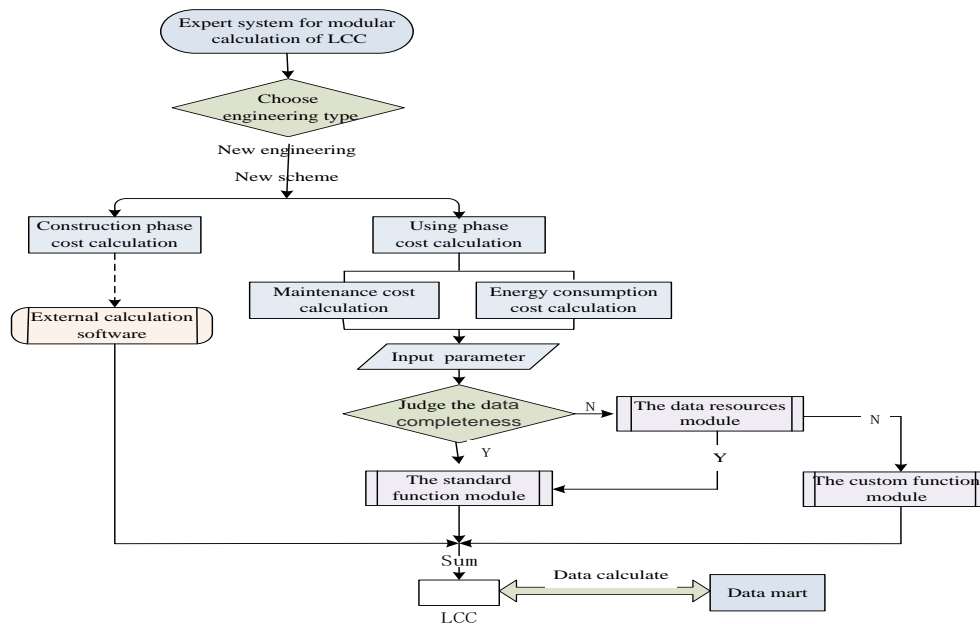 Expert system for modular
calculation of LCC
Choose
engineering type
New engineering
New scheme
Construction phase
cost calculation
Using phase
cost calculation
Maintenance cost
calculation
Energy consumption
cost calculation
External calculation
software
Input parameter
Judge the data
completeness
N
The data resources
module
N
Y
Y
The standard
function module
The custom function
module
Sum
Data calculate
Data mart
LCC